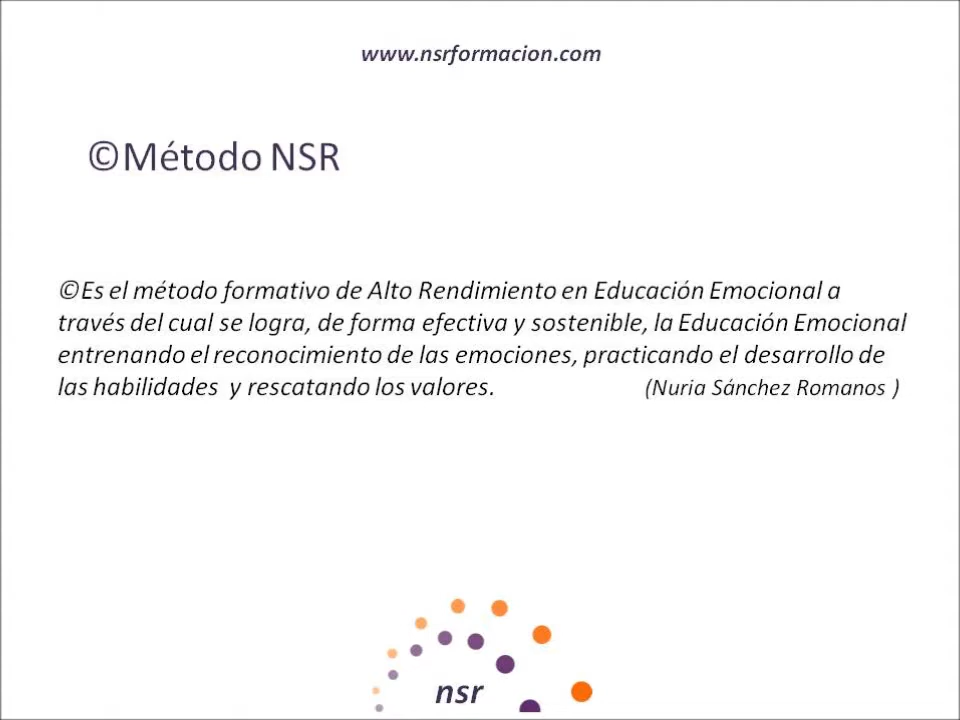 www.nsrformacion.com
©Método NSR
©Es el método formativo de Alto Rendimiento en Educación Emocional a
través del cual se logra, de forma efectiva y sostenible, la Educación Emocional
entrenando el reconocimiento de las emociones, practicando el desarrollo de
las habilidades y rescatando los valores. (Nuria Sánchez Romanos )
nsr